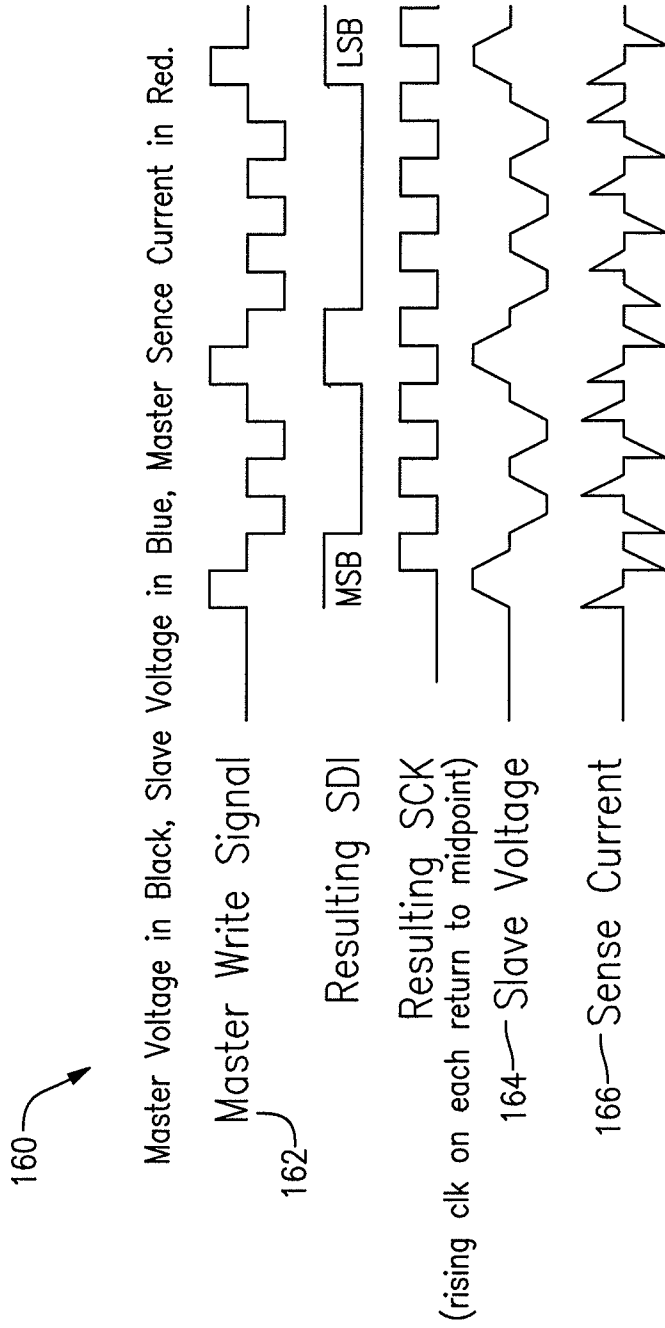 160
Master Voltage in Black, Slave Voltage in Blue, Master Sence Current in Red.
Master Write Signal
162
Resulting SDI
MSB
LSB
Resulting SCK
(rising clk on each return to midpoint)
164 Slave Voltage
166 Sense Current